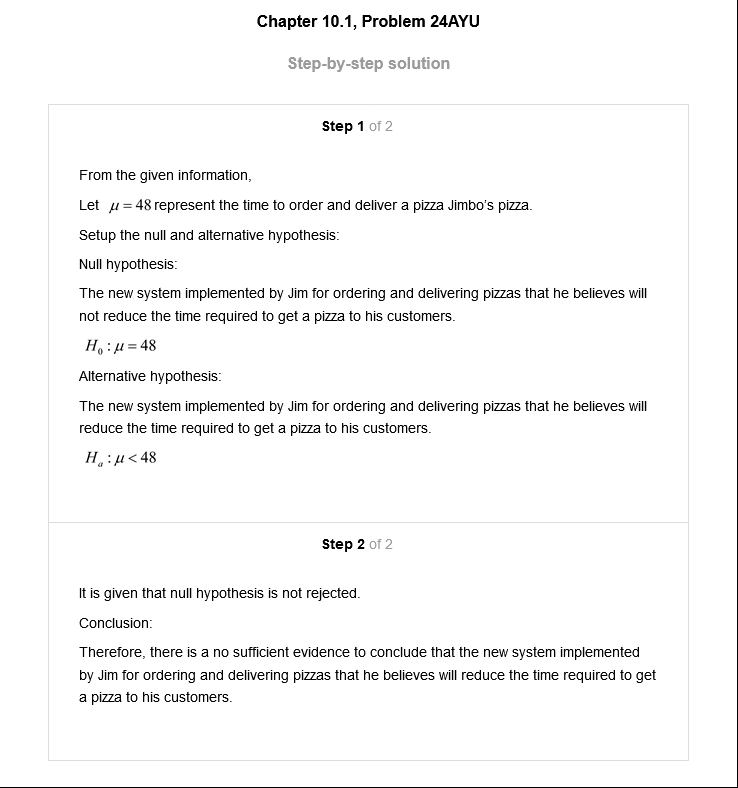 Chapter 10.1, Problem 24AYU
Step-by-step solution
Step 1 of 2
From the given information,
Let μ = 48 represent the time to order and deliver a pizza Jimbo's pizza.
Setup the null and alternative hypothesis:
Null hypothesis:
The new system implemented by Jim for ordering and delivering pizzas that he believes will
not reduce the time required to get a pizza to his customers.
H₀ : μ = 48
Alternative hypothesis:
The new system implemented by Jim for ordering and delivering pizzas that he believes will
reduce the time required to get a pizza to his customers.
Hₐ : μ < 48
Step 2 of 2
It is given that null hypothesis is not rejected.
Conclusion:
Therefore, there is a no sufficient evidence to conclude that the new system implemented
by Jim for ordering and delivering pizzas that he believes will reduce the time required to get
a pizza to his customers.